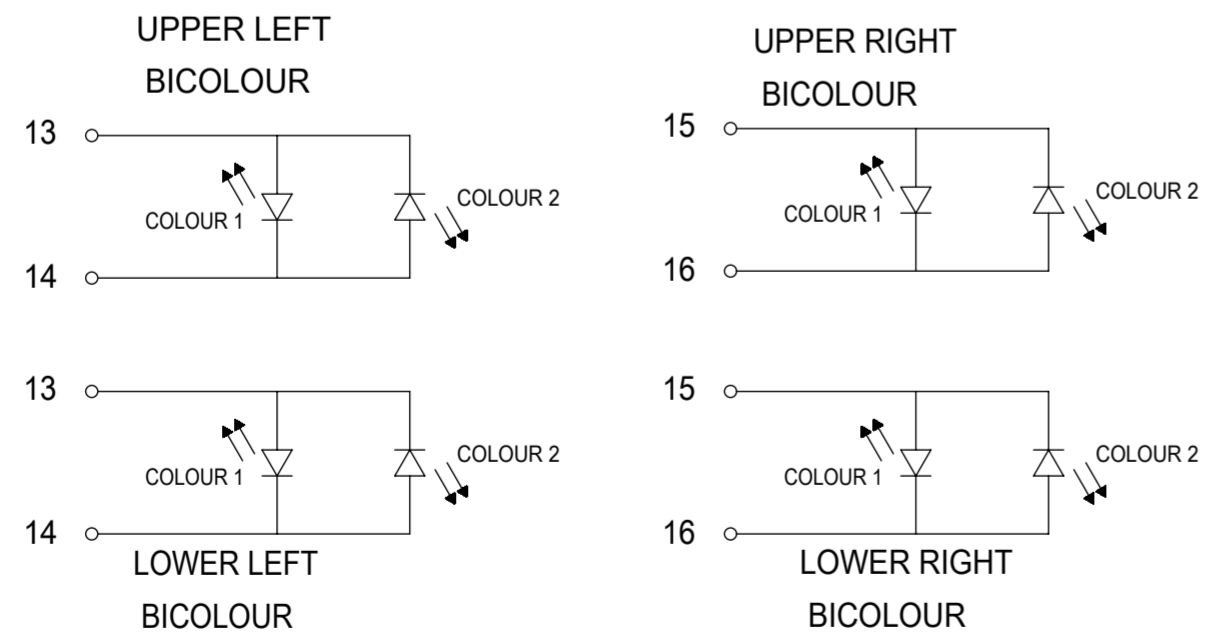 UPPER LEFT
BICOLOUR
13
COLOUR 1
COLOUR 2
14
UPPER RIGHT
BICOLOUR
15
COLOUR 1
COLOUR 2
16
13
COLOUR 1
COLOUR 2
14
LOWER LEFT
BICOLOUR
15
COLOUR 1
COLOUR 2
16
LOWER RIGHT
BICOLOUR